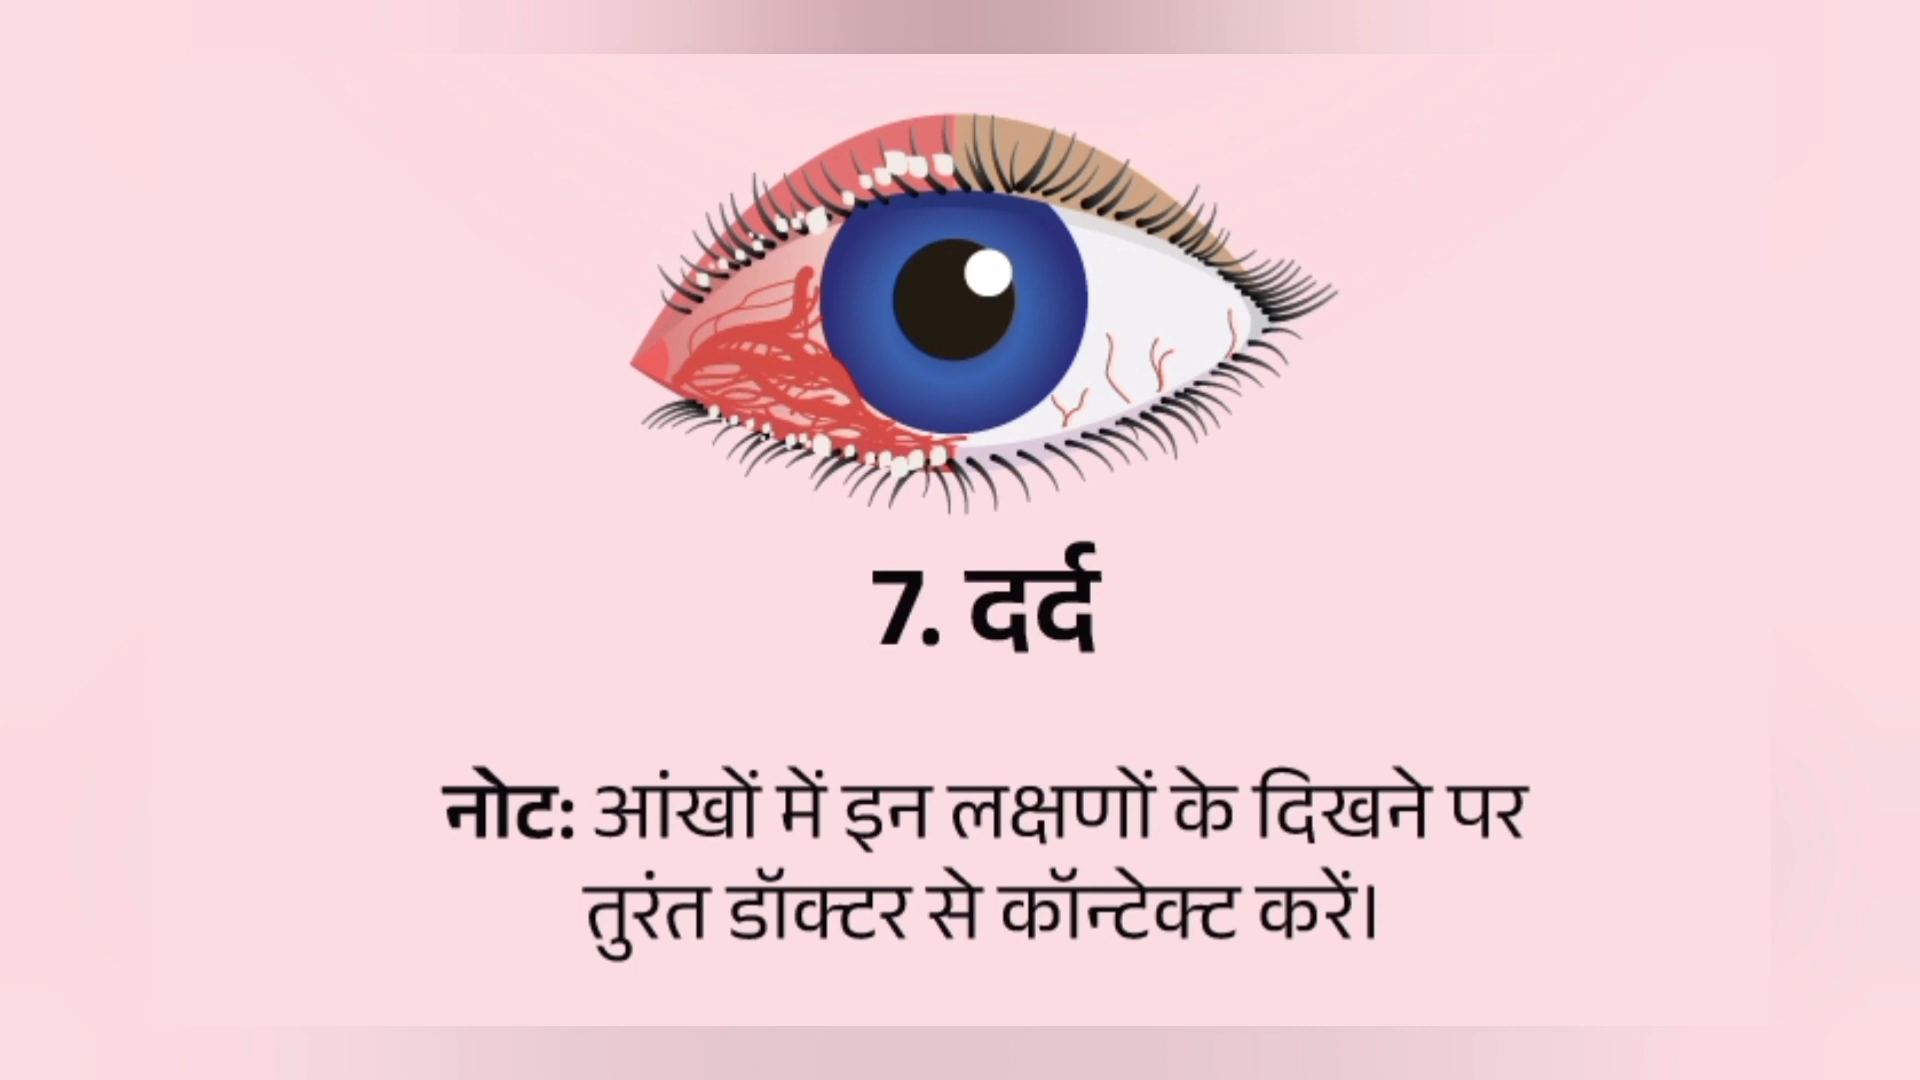 7. दर्द
नोट: आंखों में इन लक्षणों के दिखने पर
तुरंत डॉक्टर से कॉन्टेक्ट करें।